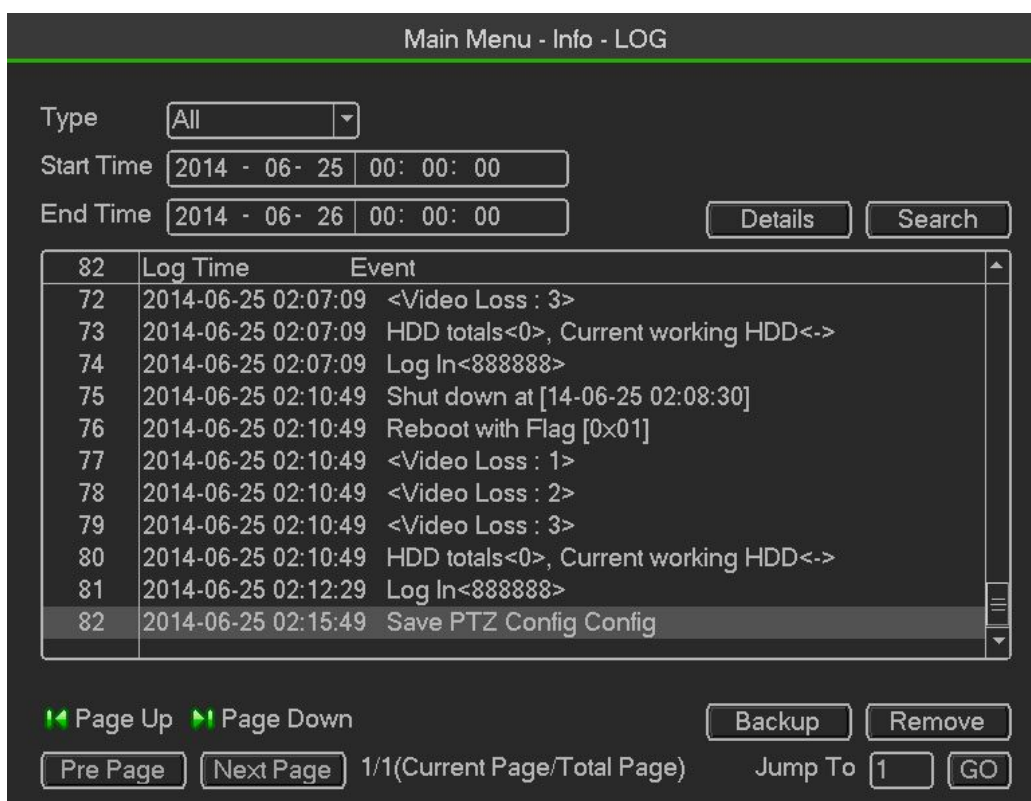 Main Menu - Info - LOG
Type All
Start Time 2014 - 06- 25 00: 00: 00
End Time 2014 - 06- 26 00: 00: 00 Details Search
82 Log Time Event
72 2014-06-25 02:07:09 <Video Loss : 3>
73 2014-06-25 02:07:09 HDD totals<0>, Current working HDD<->
74 2014-06-25 02:07:09 Log In<888888>
75 2014-06-25 02:10:49 Shut down at [14-06-25 02:08:30]
76 2014-06-25 02:10:49 Reboot with Flag [0x01]
77 2014-06-25 02:10:49 <Video Loss : 1>
78 2014-06-25 02:10:49 <Video Loss : 2>
79 2014-06-25 02:10:49 <Video Loss : 3>
80 2014-06-25 02:10:49 HDD totals<0>, Current working HDD<->
81 2014-06-25 02:12:29 Log In<888888>
82 2014-06-25 02:15:49 Save PTZ Config Config
Page Up Page Down Backup Remove
Pre Page Next Page 1/1(Current Page/Total Page) Jump To 1 GO